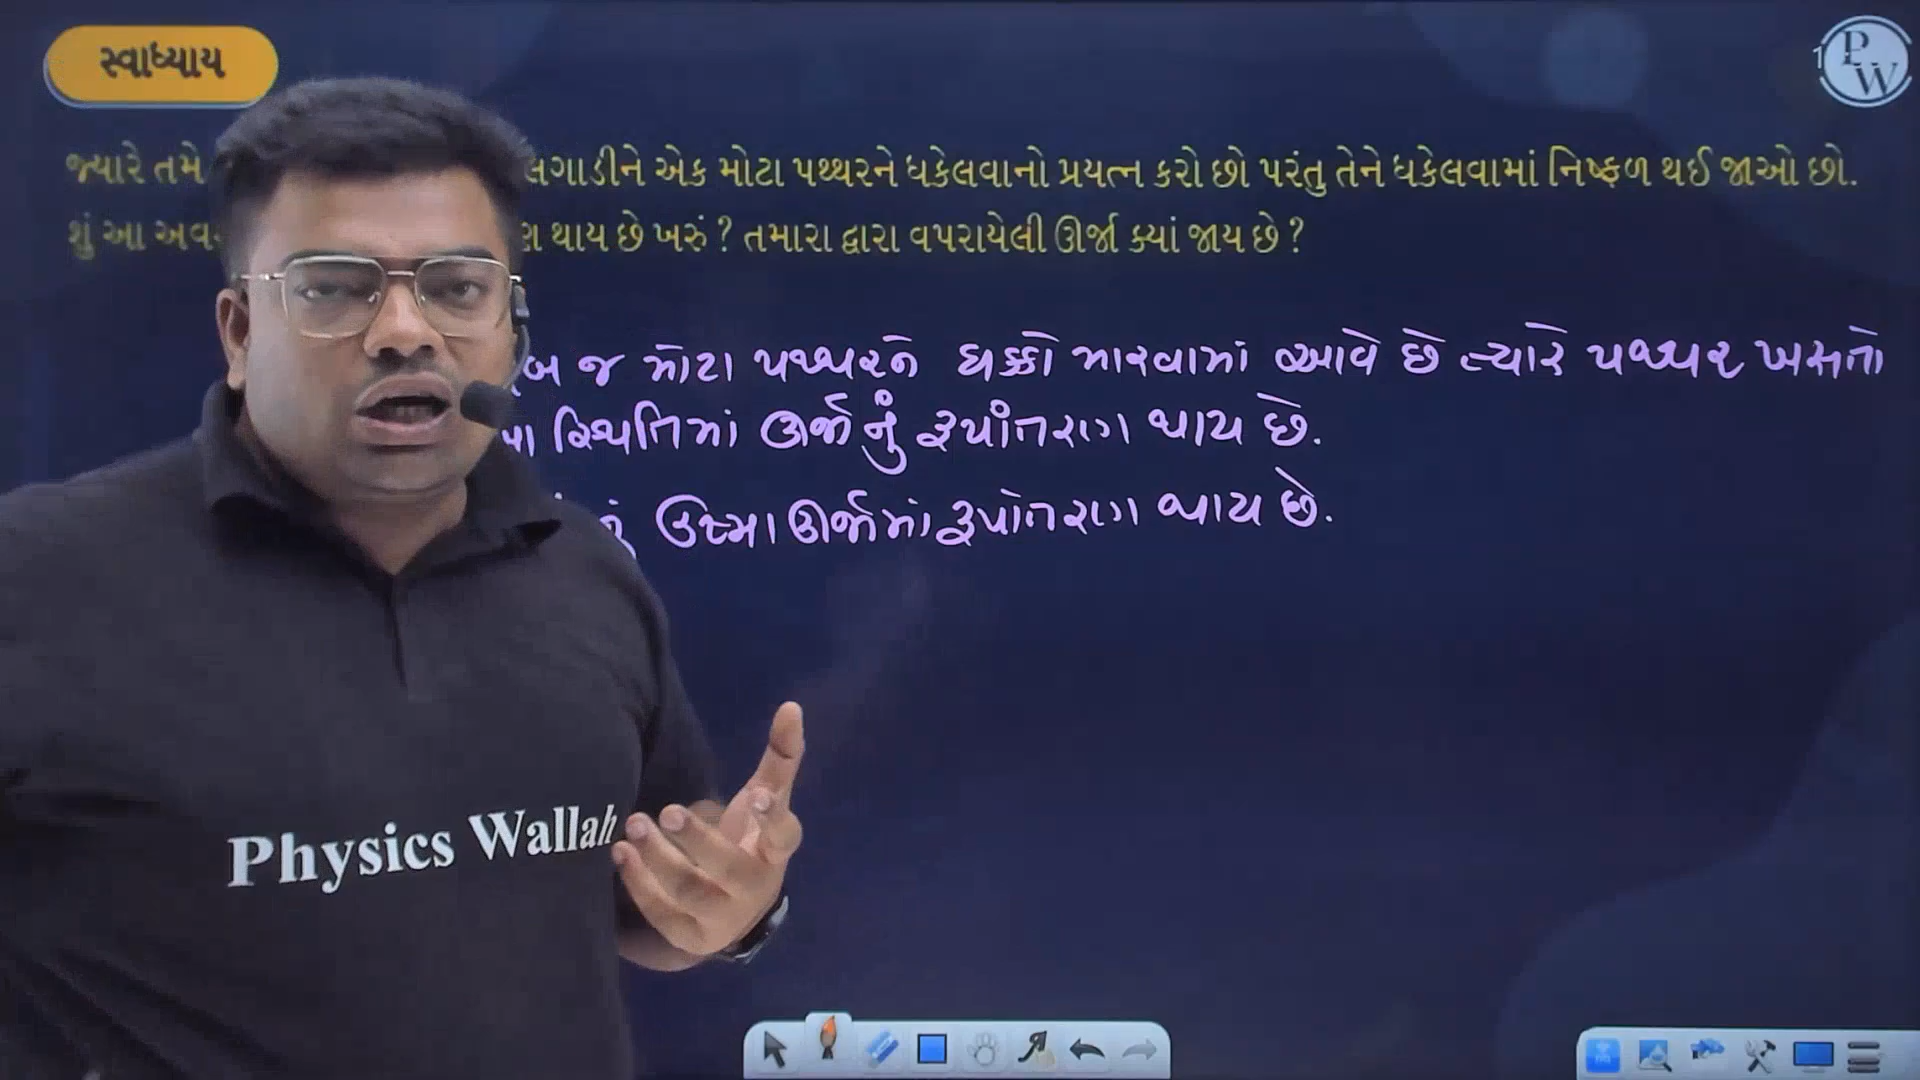 સ્વાધ્યાય
PW
જ્યારે તમે લગાડીને એક મોટા પથ્થરને ધકેલવાનો પ્રયત્ન કરો છો પરંતુ તેને ધકેલવામાં નિષ્ફળ થઈ જાઓ છો.
શું આ થાય છે ખરું ? તમારા દ્વારા વપરાયેલી ઊર્જા ક્યાં જાય છે ?
જ મોટા પથ્થરને ધક્કો મારવામાં આવે છે ત્યારે પથ્થર ખસતો
સ્થિતિમાં ઊર્જાનું રૂપાંતરણ થાય છે.
ઉષ્મા ઊર્જામાં રૂપાંતરણ થાય છે.
Physics Wallah